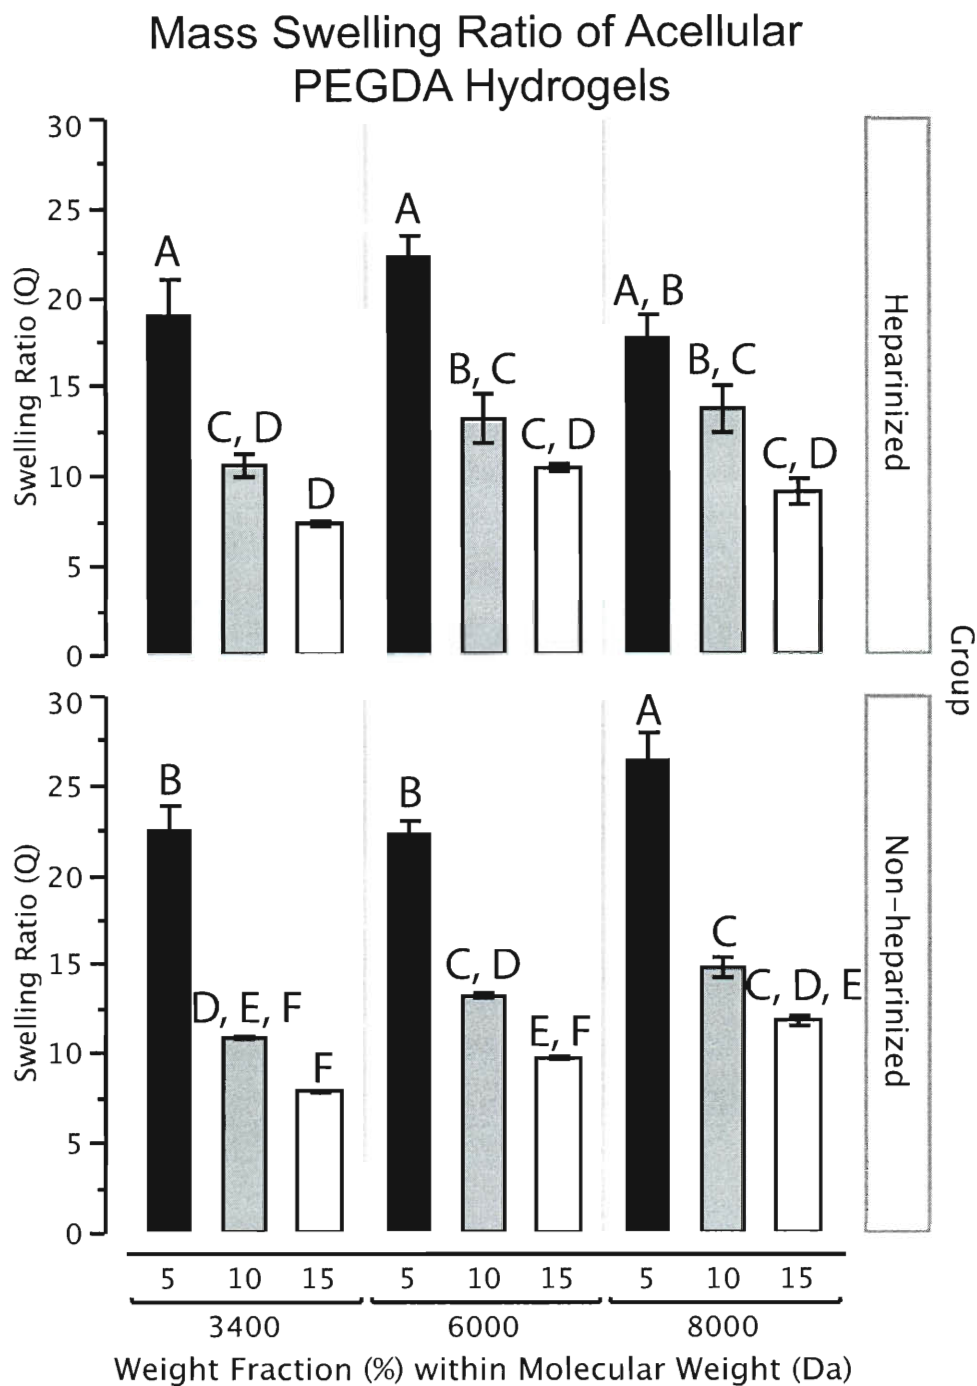 Mass Swelling Ratio of Acellular
PEGDA Hydrogels
30
25
20
15
10
5
0
Swelling Ratio (Q)
A
C, D
D
A
B, C
C, D
A, B
B, C
C, D
Heparinized
Group
30
25
20
15
10
5
0
Swelling Ratio (Q)
B
D, E, F
F
B
C, D
E, F
A
C
C, D, E
Non-heparinized
5 10 15 5 10 15 5 10 15
3400 6000 8000
Weight Fraction (%) within Molecular Weight (Da)